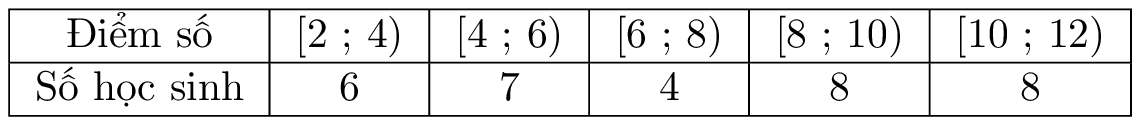 Điểm số [2 ; 4) [4 ; 6) [6 ; 8) [8 ; 10) [10 ; 12)
Số học sinh 6 7 4 8 8